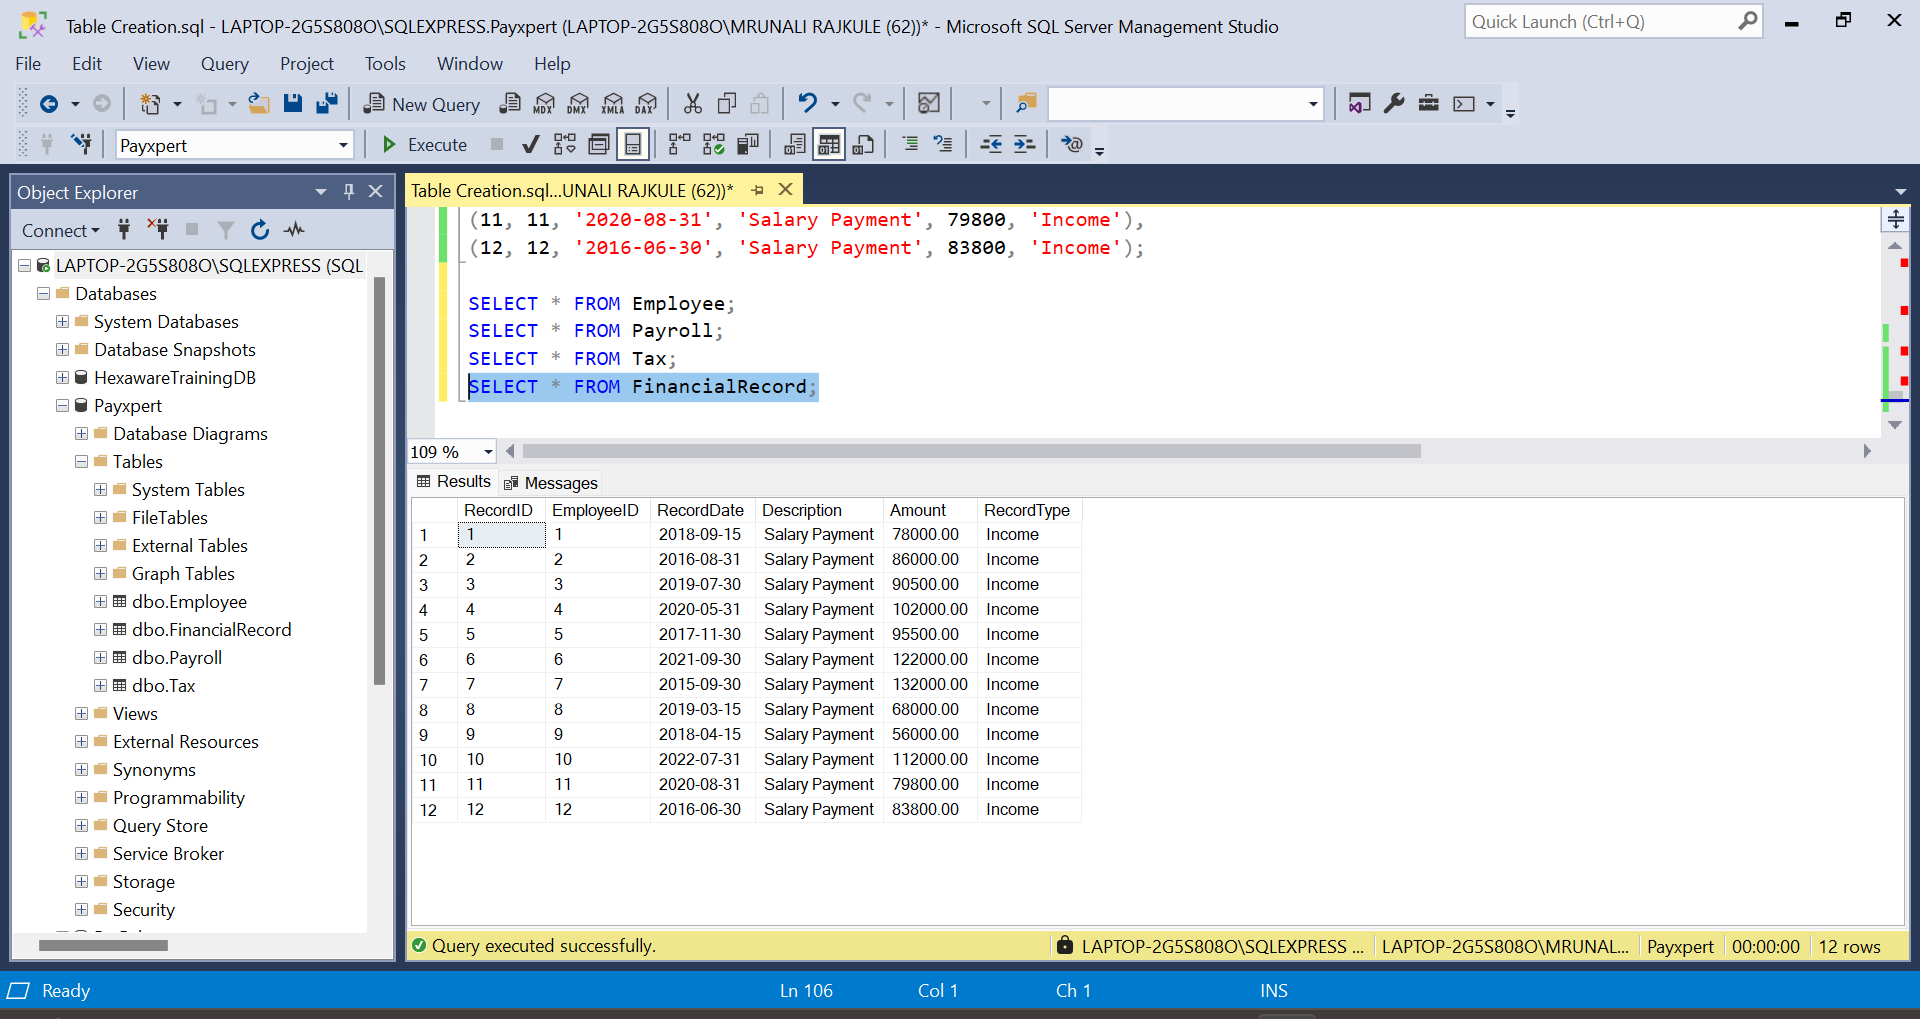 Table Creation.sql - LAPTOP-2G5S808O\SQLEXPRESS.Payxpert (LAPTOP-2G5S808O\MRUNALI RAJKULE (62))* - Microsoft SQL Server Management Studio
Quick Launch (Ctrl+Q)
File Edit View Query Project Tools Window Help
New Query MDX DMX XMLA DAX
Payxpert Execute
Object Explorer
Connect
LAPTOP-2G5S808O\SQLEXPRESS (SQL
Databases
System Databases
Database Snapshots
HexawareTrainingDB
Payxpert
Database Diagrams
Tables
System Tables
FileTables
External Tables
Graph Tables
dbo.Employee
dbo.FinancialRecord
dbo.Payroll
dbo.Tax
Views
External Resources
Synonyms
Programmability
Query Store
Service Broker
Storage
Security
Table Creation.sql...UNALI RAJKULE (62))*
(11, 11, '2020-08-31', 'Salary Payment', 79800, 'Income'),
(12, 12, '2016-06-30', 'Salary Payment', 83800, 'Income');
SELECT * FROM Employee;
SELECT * FROM Payroll;
SELECT * FROM Tax;
SELECT * FROM FinancialRecord;
109 %
Results Messages
RecordID EmployeeID RecordDate Description Amount RecordType
1 1 1 2018-09-15 Salary Payment 78000.00 Income
2 2 2 2016-08-31 Salary Payment 86000.00 Income
3 3 3 2019-07-30 Salary Payment 90500.00 Income
4 4 4 2020-05-31 Salary Payment 102000.00 Income
5 5 5 2017-11-30 Salary Payment 95500.00 Income
6 6 6 2021-09-30 Salary Payment 122000.00 Income
7 7 7 2015-09-30 Salary Payment 132000.00 Income
8 8 8 2019-03-15 Salary Payment 68000.00 Income
9 9 9 2018-04-15 Salary Payment 56000.00 Income
10 10 10 2022-07-31 Salary Payment 112000.00 Income
11 11 11 2020-08-31 Salary Payment 79800.00 Income
12 12 12 2016-06-30 Salary Payment 83800.00 Income
Query executed successfully. LAPTOP-2G5S808O\SQLEXPRESS ... LAPTOP-2G5S808O\MRUNAL... Payxpert 00:00:00 12 rows
Ready Ln 106 Col 1 Ch 1 INS